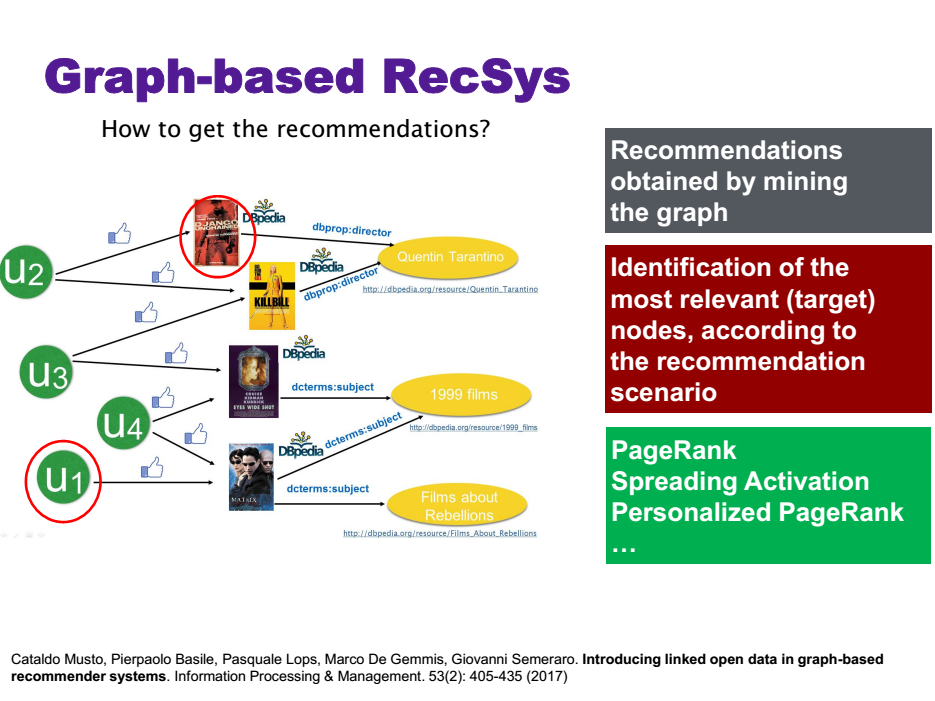 Graph-based RecSys
How to get the recommendations?
Recommendations
obtained by mining
the graph
Identification of the
most relevant (target)
nodes, according to
the recommendation
scenario
PageRank
Spreading Activation
Personalized PageRank
…
u2
DJANGO
UNCHAINED
DBpedia
dbprop:director
Quentin Tarantino
http://dbpedia.org/resource/Quentin_Tarantino
KILLBILL
DBpedia
dbprop:director
u3
DBpedia
CRUISE
KIDMAN
KUBRICK
EYES WIDE SHUT
dcterms:subject
1999 films
http://dbpedia.org/resource/1999_films
u4
u1
MATRIX
DBpedia
dcterms:subject
dcterms:subject
Films about
Rebellions
http://dbpedia.org/resource/Films_About_Rebellions
Cataldo Musto, Pierpaolo Basile, Pasquale Lops, Marco De Gemmis, Giovanni Semeraro. Introducing linked open data in graph-based
recommender systems. Information Processing & Management. 53(2): 405-435 (2017)